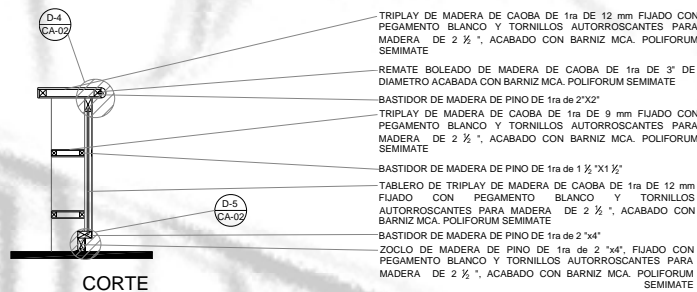 D-4
CA-02
TRIPLAY DE MADERA DE CAOBA DE 1ra DE 12 mm FIJADO CON
PEGAMENTO BLANCO Y TORNILLOS AUTORROSCANTES PARA
MADERA DE 2 ½ ", ACABADO CON BARNIZ MCA. POLIFORUM
SEMIMATE
REMATE BOLEADO DE MADERA DE CAOBA DE 1ra DE 3" DE
DIAMETRO ACABADA CON BARNIZ MCA. POLIFORUM SEMIMATE
BASTIDOR DE MADERA DE PINO DE 1ra de 2"X2"
TRIPLAY DE MADERA DE CAOBA DE 1ra DE 9 mm FIJADO CON
PEGAMENTO BLANCO Y TORNILLOS AUTORROSCANTES PARA
MADERA DE 2 ½ ", ACABADO CON BARNIZ MCA. POLIFORUM
SEMIMATE
BASTIDOR DE MADERA DE PINO DE 1ra de 1 ½ "X1 ½"
TABLERO DE TRIPLAY DE MADERA DE CAOBA DE 1ra DE 12 mm
FIJADO CON PEGAMENTO BLANCO Y TORNILLOS
AUTORROSCANTES PARA MADERA DE 2 ½ ", ACABADO CON
BARNIZ MCA. POLIFORUM SEMIMATE
D-5
CA-02
BASTIDOR DE MADERA DE PINO DE 1ra de 2 "x4"
ZOCLO DE MADERA DE PINO DE 1ra de 2 "x4", FIJADO CON
PEGAMENTO BLANCO Y TORNILLOS AUTORROSCANTES PARA
MADERA DE 2 ½ ", ACABADO CON BARNIZ MCA. POLIFORUM
SEMIMATE
CORTE